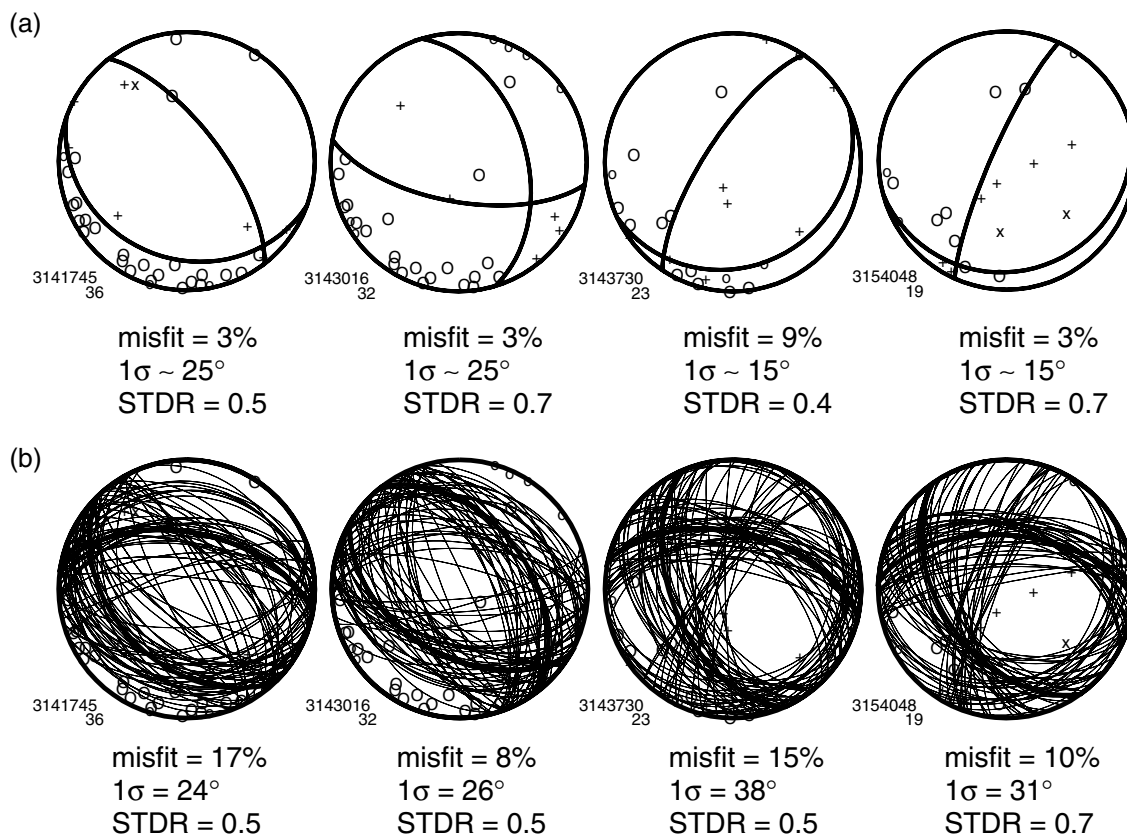 (a)
3141745
36
3143016
32
3143730
23
3154048
19
misfit = 3%
1σ ~ 25°
STDR = 0.5
misfit = 3%
1σ ~ 25°
STDR = 0.7
misfit = 9%
1σ ~ 15°
STDR = 0.4
misfit = 3%
1σ ~ 15°
STDR = 0.7
(b)
3141745
36
3143016
32
3143730
23
3154048
19
misfit = 17%
1σ = 24°
STDR = 0.5
misfit = 8%
1σ = 26°
STDR = 0.5
misfit = 15%
1σ = 38°
STDR = 0.5
misfit = 10%
1σ = 31°
STDR = 0.7